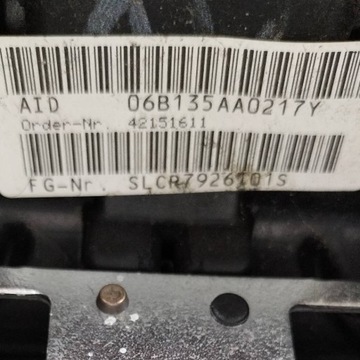 AID 06B135AA0217Y
Order-Nr. 42151611
FG-Nr. SLCR7926101S